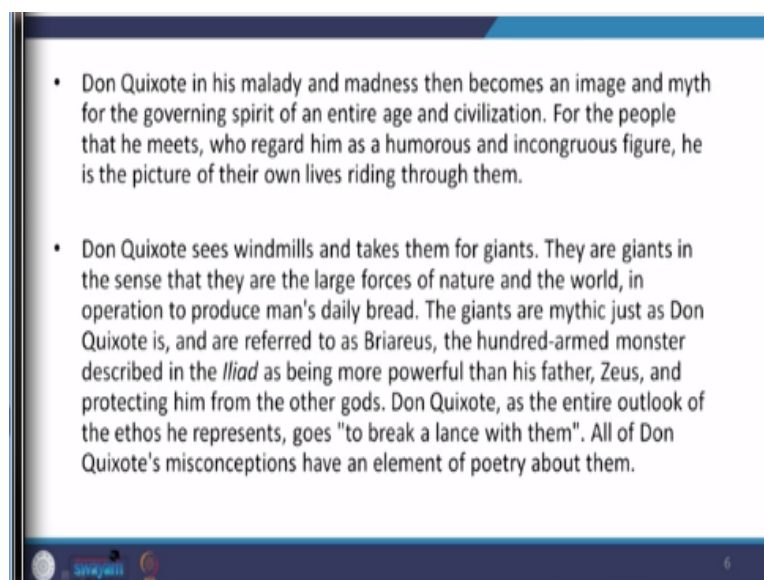 • Don Quixote in his malady and madness then becomes an image and myth
for the governing spirit of an entire age and civilization. For the people
that he meets, who regard him as a humorous and incongruous figure, he
is the picture of their own lives riding through them.
• Don Quixote sees windmills and takes them for giants. They are giants in
the sense that they are the large forces of nature and the world, in
operation to produce man's daily bread. The giants are mythic just as Don
Quixote is, and are referred to as Briareus, the hundred-armed monster
described in the Iliad as being more powerful than his father, Zeus, and
protecting him from the other gods. Don Quixote, as the entire outlook of
the ethos he represents, goes "to break a lance with them". All of Don
Quixote's misconceptions have an element of poetry about them.
swayam
6